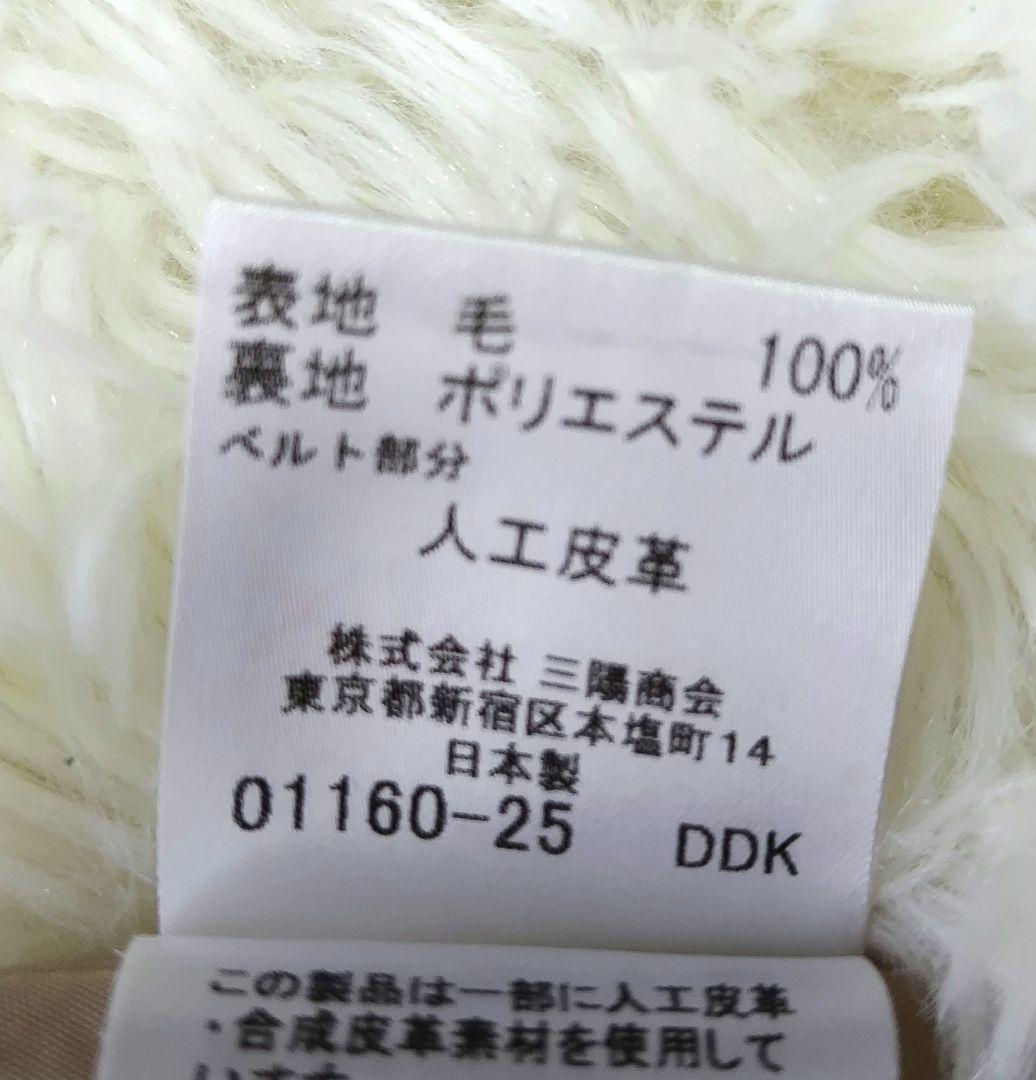 表地 毛 100%
裏地 ポリエステル
ベルト部分
人工皮革
株式会社 三陽商会
東京都新宿区本塩町14
日本製
01160-25 DDK
この製品は一部に人工皮革
・合成皮革素材を使用して
います